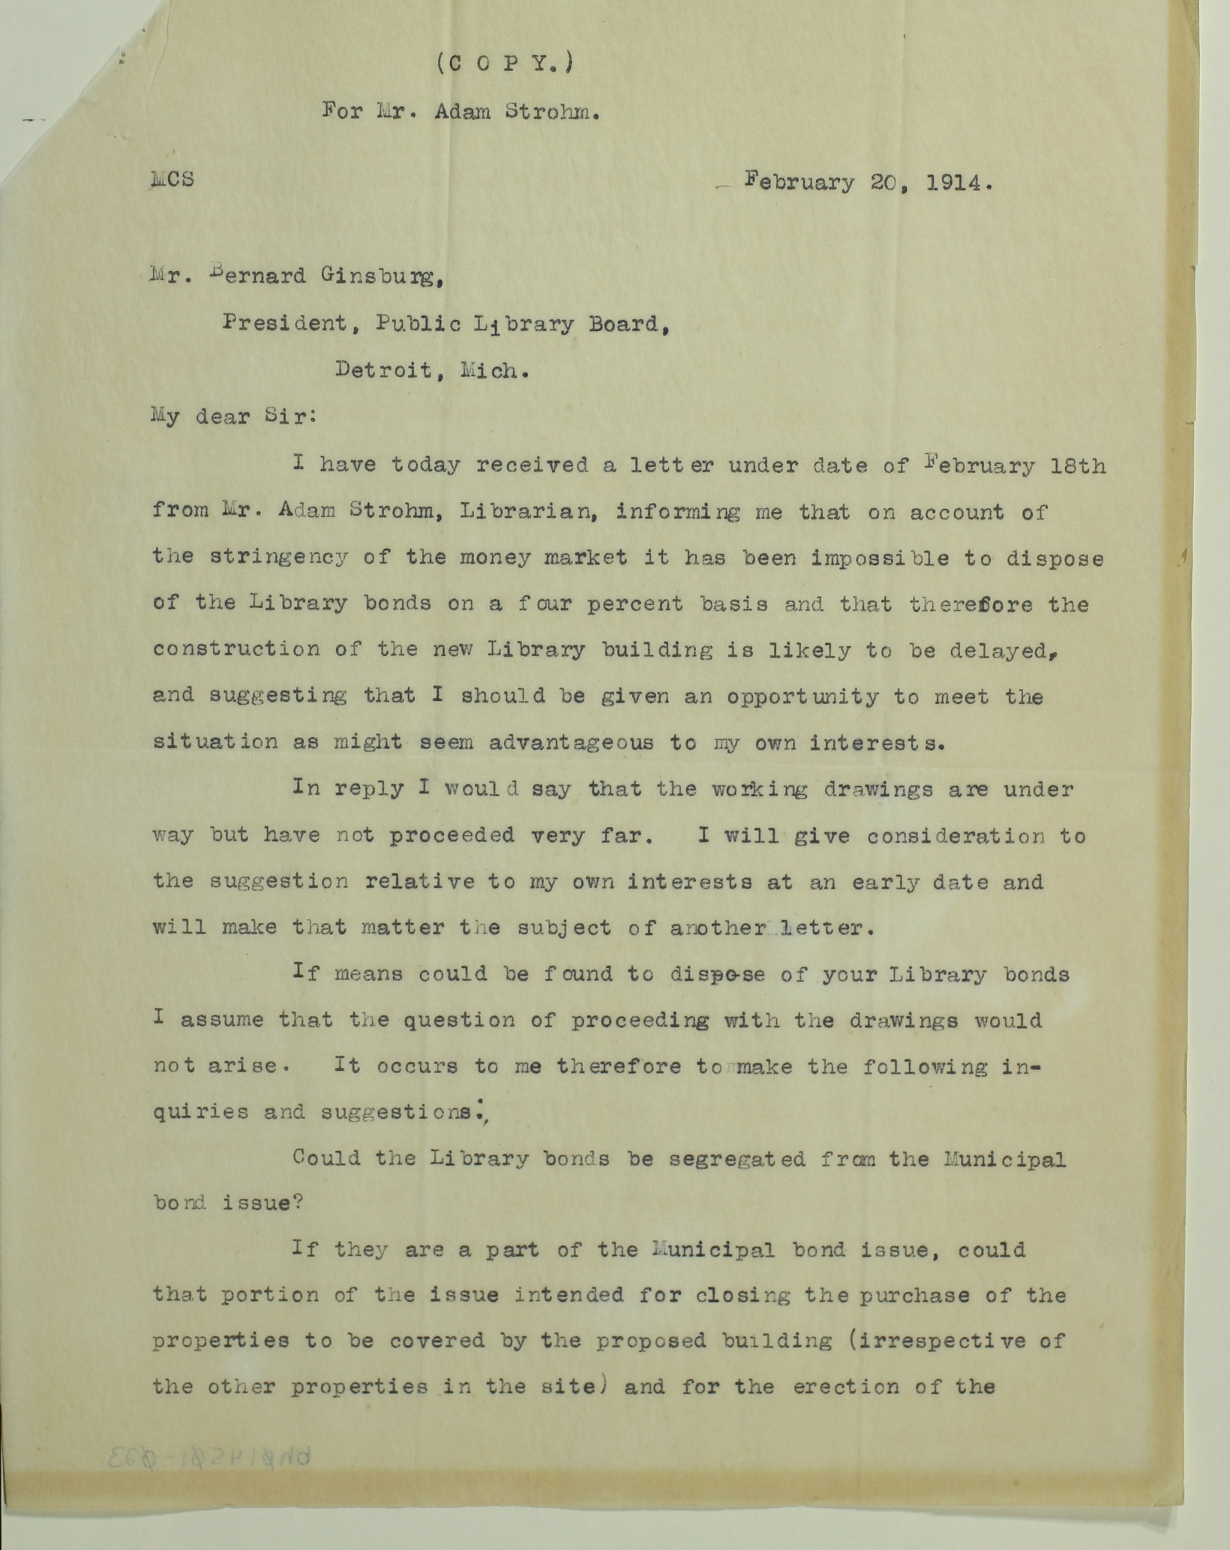 (C O P Y.)
For Mr. Adam Strohm.
MCS February 20, 1914.
Mr. Bernard Ginsburg,
President, Public Library Board,
Detroit, Mich.
My dear Sir:
I have today received a letter under date of February 18th
from Mr. Adam Strohm, Librarian, informing me that on account of
the stringency of the money market it has been impossible to dispose
of the Library bonds on a four percent basis and that therefore the
construction of the new Library building is likely to be delayed,
and suggesting that I should be given an opportunity to meet the
situation as might seem advantageous to my own interests.
In reply I would say that the working drawings are under
way but have not proceeded very far. I will give consideration to
the suggestion relative to my own interests at an early date and
will make that matter the subject of another letter.
If means could be found to dispose of your Library bonds
I assume that the question of proceeding with the drawings would
not arise. It occurs to me therefore to make the following in-
quiries and suggestions:
Could the Library bonds be segregated from the Municipal
bond issue?
If they are a part of the Municipal bond issue, could
that portion of the issue intended for closing the purchase of the
properties to be covered by the proposed building (irrespective of
the other properties in the site) and for the erection of the